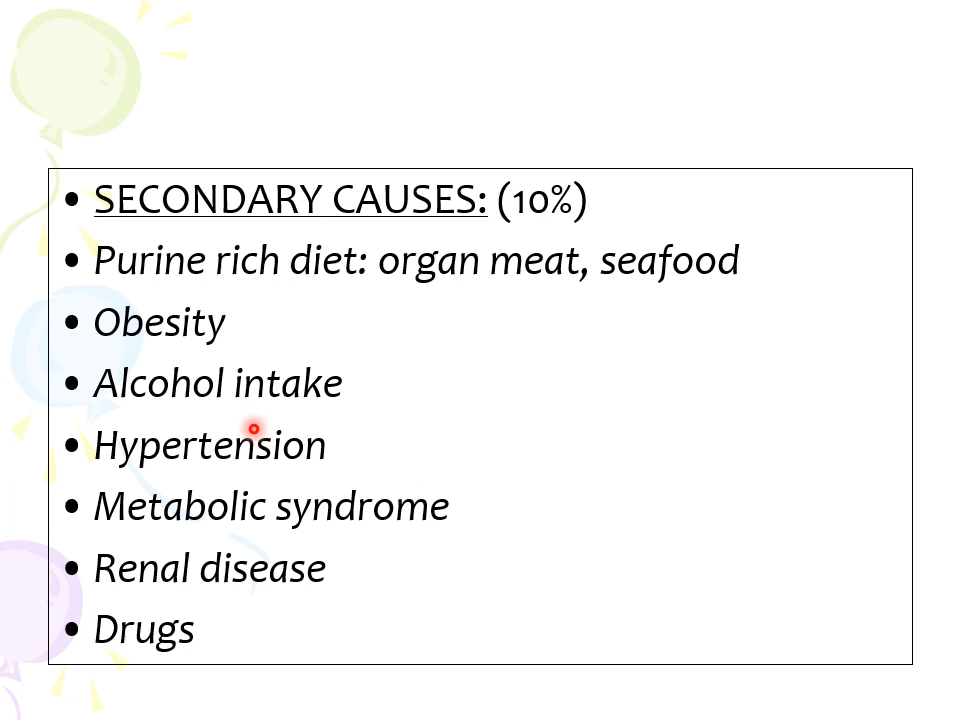 • SECONDARY CAUSES: (10%)
• Purine rich diet: organ meat, seafood
• Obesity
• Alcohol intake
• Hypertension
• Metabolic syndrome
• Renal disease
• Drugs